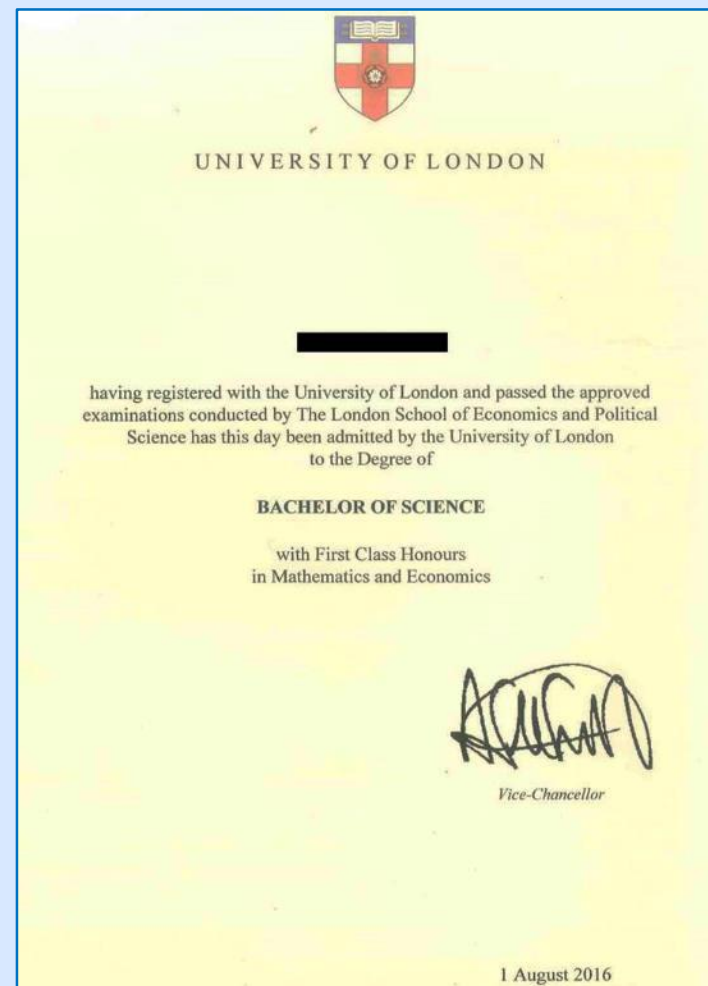 UNIVERSITY OF LONDON
having registered with the University of London and passed the approved
examinations conducted by The London School of Economics and Political
Science has this day been admitted by the University of London
to the Degree of
BACHELOR OF SCIENCE
with First Class Honours
in Mathematics and Economics
Vice-Chancellor
1 August 2016